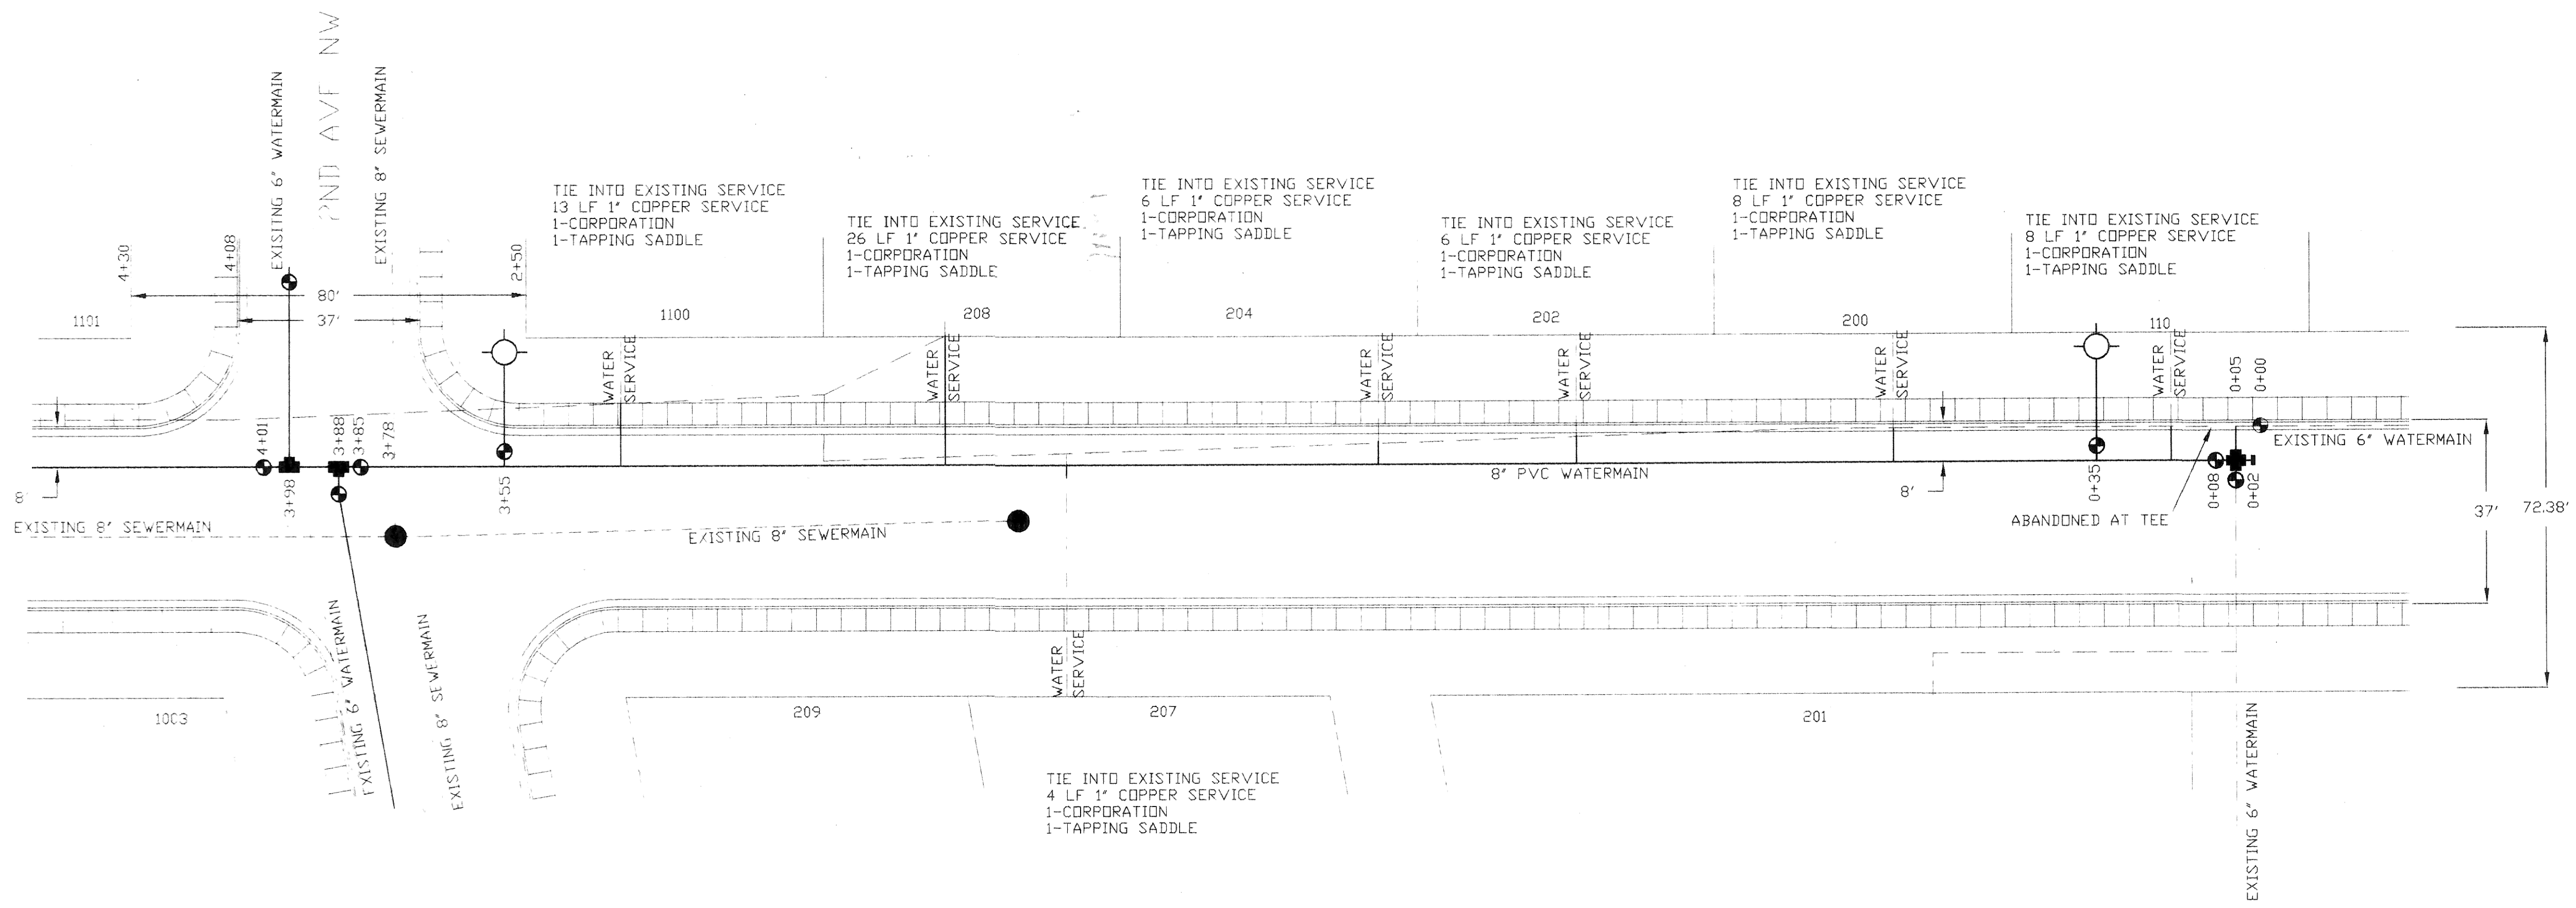 2ND AVE NW
EXISITING 6" WATERMAIN
EXISTING 8" SEWERMAIN
4+30
4+08
2+50
80'
37'
1101
TIE INTO EXISTING SERVICE
13 LF 1" COPPER SERVICE
1-CORPORATION
1-TAPPING SADDLE
TIE INTO EXISTING SERVICE
26 LF 1" COPPER SERVICE
1-CORPORATION
1-TAPPING SADDLE
TIE INTO EXISTING SERVICE
6 LF 1" COPPER SERVICE
1-CORPORATION
1-TAPPING SADDLE
TIE INTO EXISTING SERVICE
6 LF 1" COPPER SERVICE
1-CORPORATION
1-TAPPING SADDLE
TIE INTO EXISTING SERVICE
8 LF 1" COPPER SERVICE
1-CORPORATION
1-TAPPING SADDLE
TIE INTO EXISTING SERVICE
8 LF 1" COPPER SERVICE
1-CORPORATION
1-TAPPING SADDLE
1100
208
204
202
200
110
WATER
SERVICE
WATER
SERVICE
WATER
SERVICE
WATER
SERVICE
WATER
SERVICE
WATER
SERVICE
0+05
0+00
4+01
3+98
3+88
3+85
3+78
3+55
0+35
0+08
0+02
EXISTING 6" WATERMAIN
8" PVC WATERMAIN
8'
8'
ABANDONED AT TEE
37'
72.38'
EXISTING 8" SEWERMAIN
EXISTING 8" SEWERMAIN
EXISTING 6" WATERMAIN
EXISTING 8" SEWERMAIN
WATER
SERVICE
1003
209
207
201
TIE INTO EXISTING SERVICE
4 LF 1" COPPER SERVICE
1-CORPORATION
1-TAPPING SADDLE
EXISTING 6" WATERMAIN